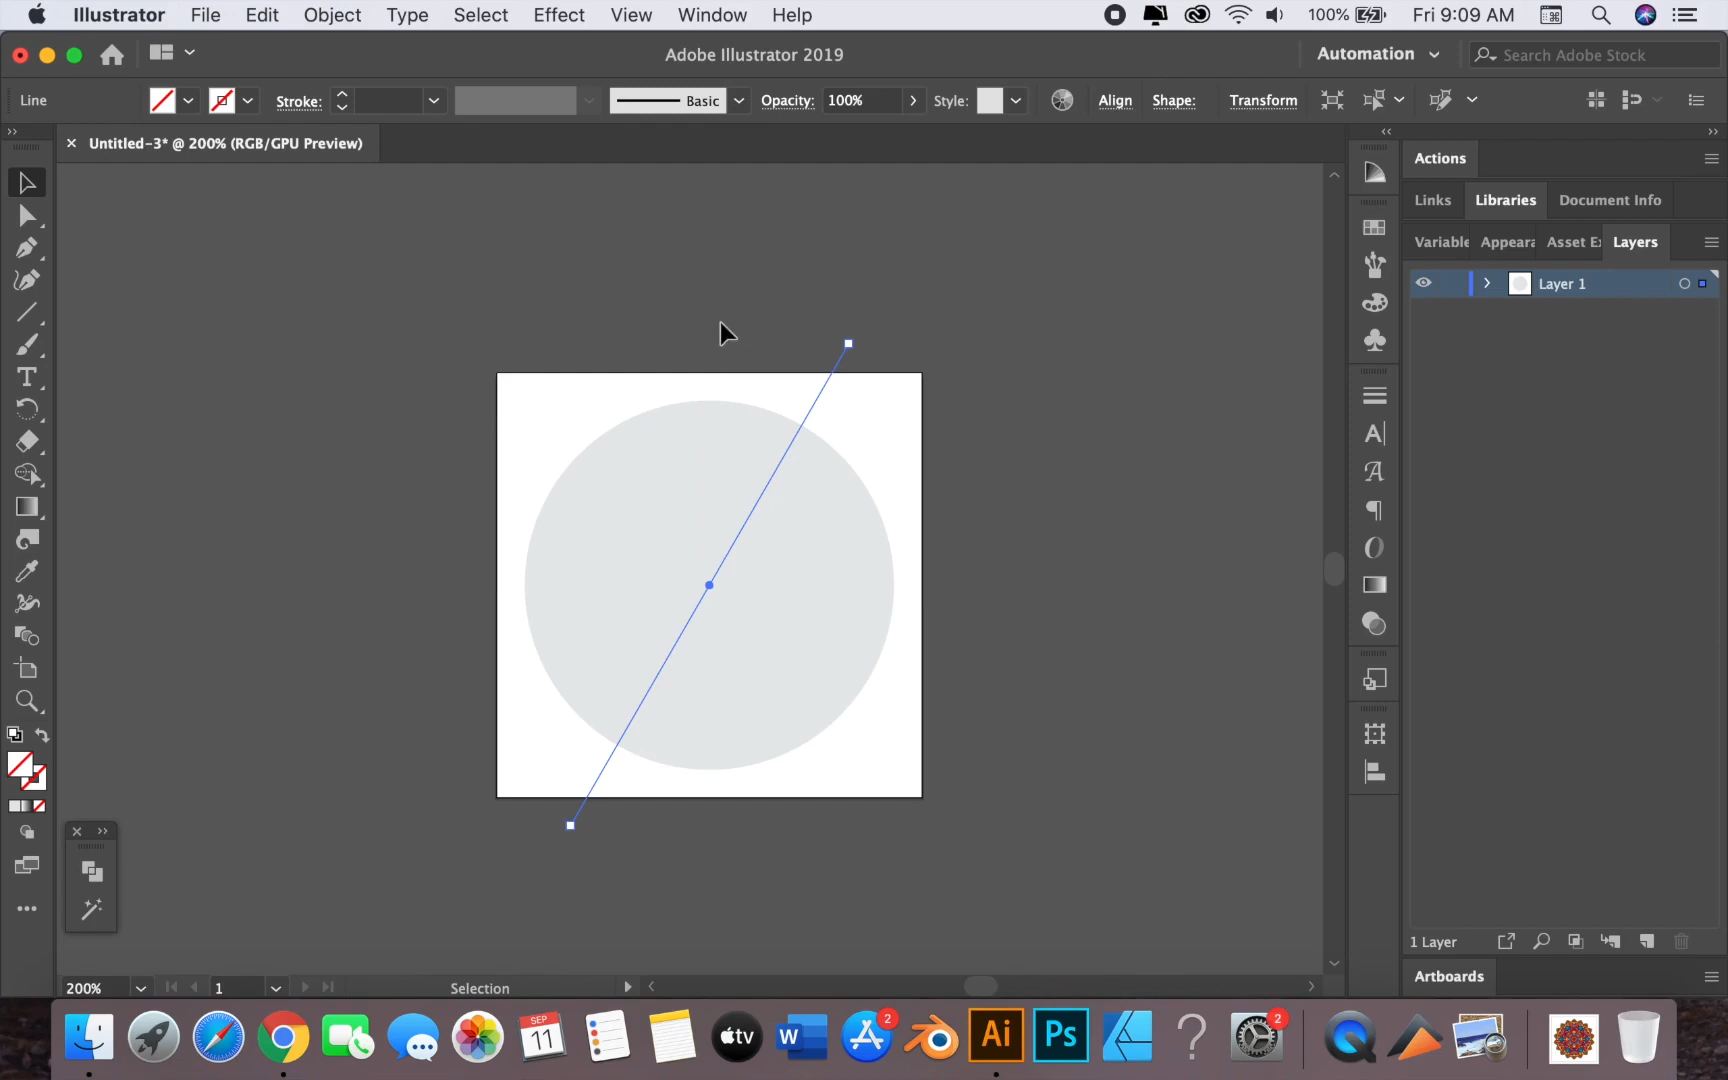 Illustrator File Edit Object Type Select Effect View Window Help 100% Fri 9:09 AM
Adobe Illustrator 2019 Automation Search Adobe Stock
Line Stroke: Basic Opacity: 100% Style: Align Shape: Transform
Untitled-3* @ 200% (RGB/GPU Preview)
Actions
Links Libraries Document Info
Variable Appeara Asset E Layers
Layer 1
T
A
A
O
1 Layer
Artboards
200% 1 Selection
SEP
11
tv
W
2
Ai
Ps
?
2